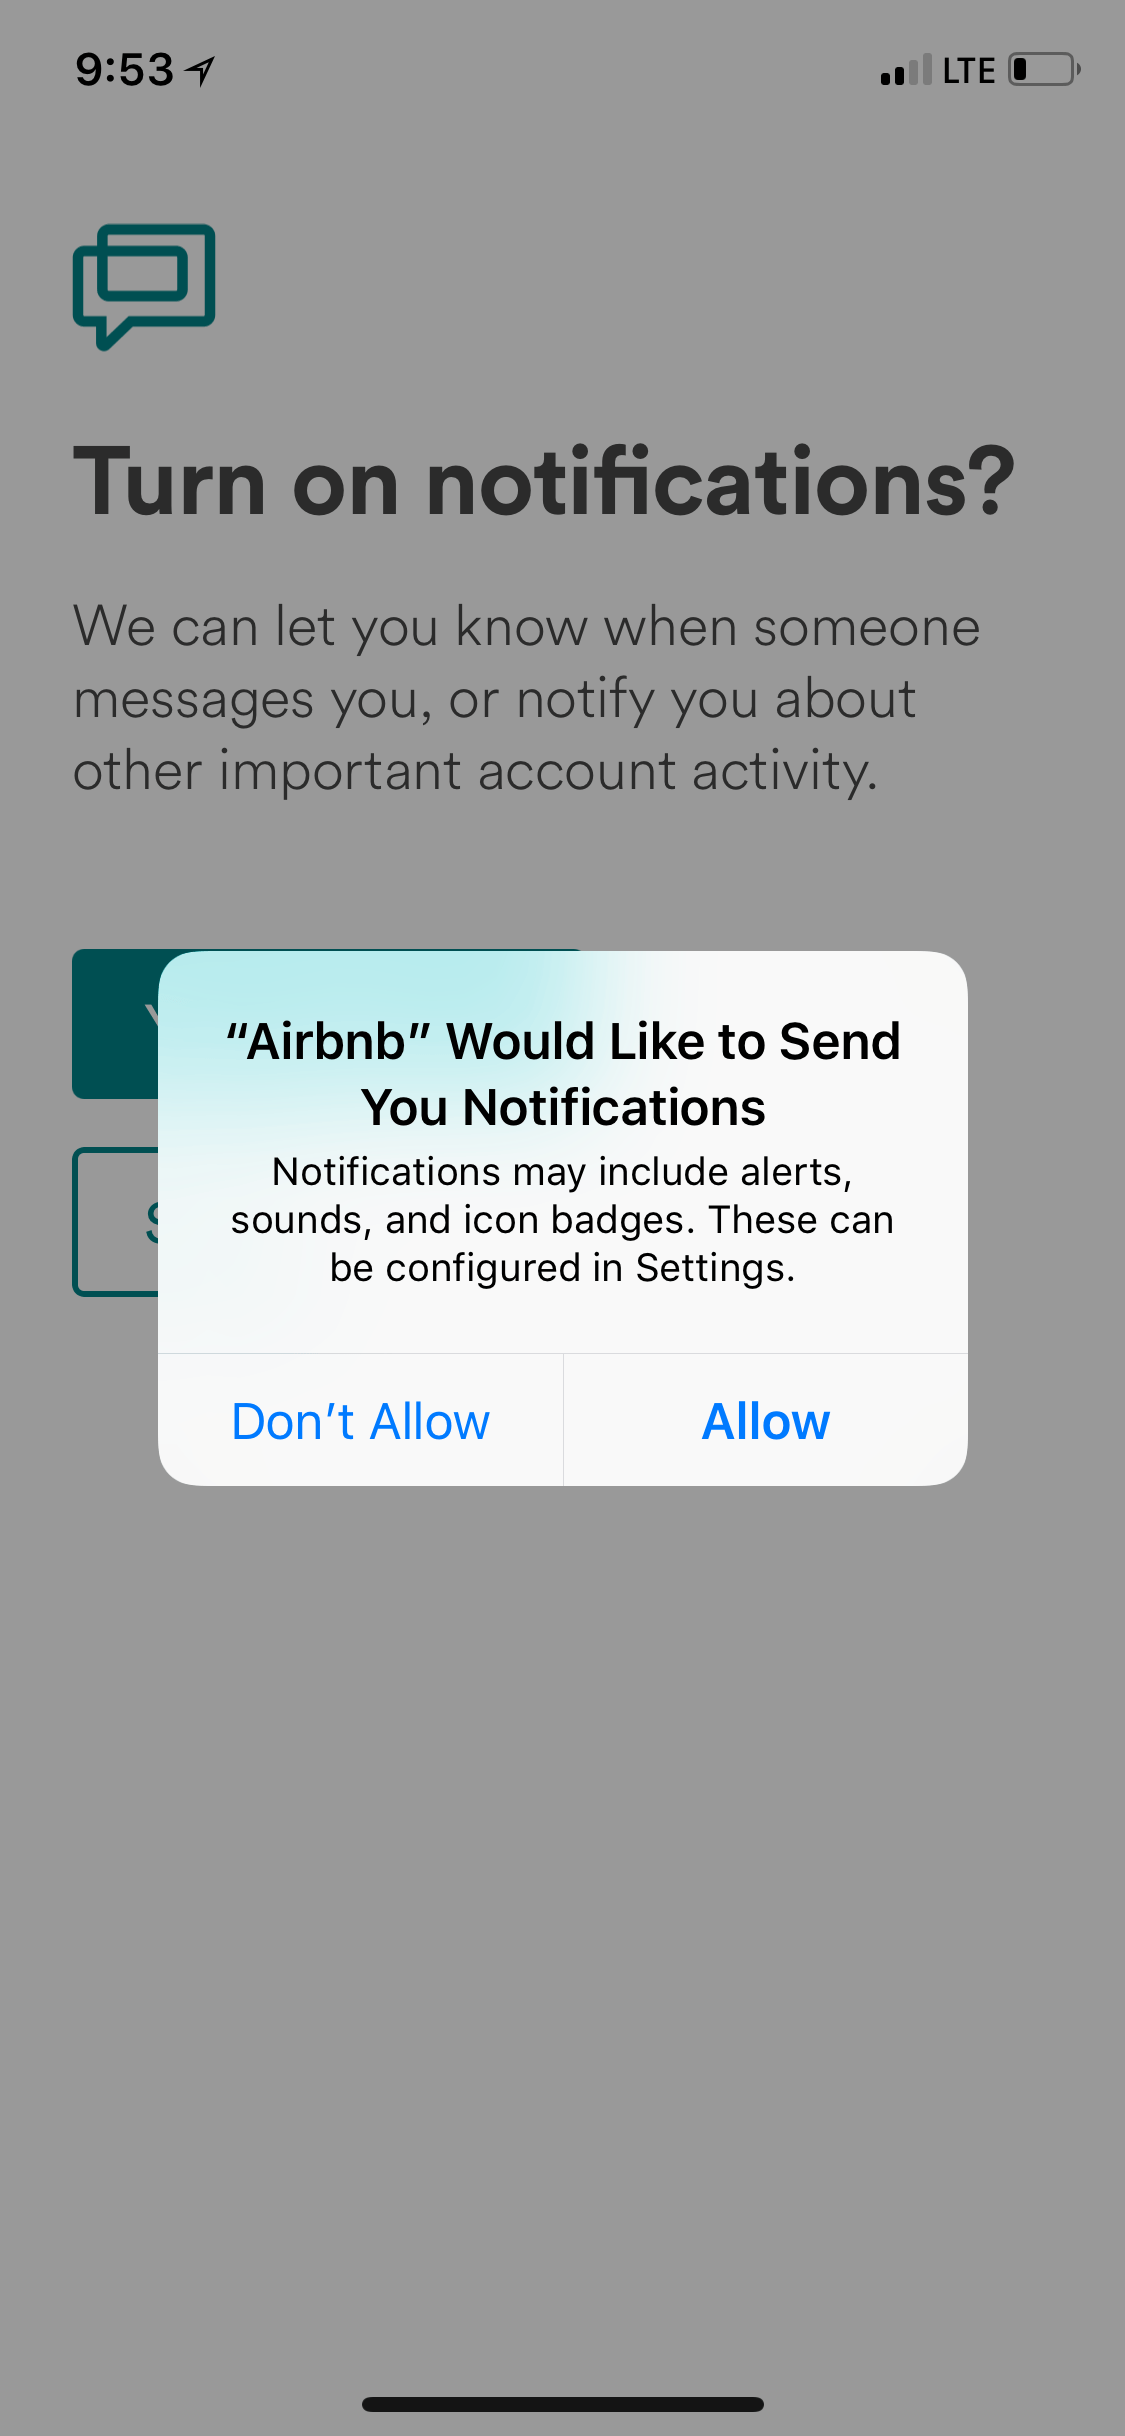 9:53
LTE
Turn on notifications?
We can let you know when someone
messages you, or notify you about
other important account activity.
“Airbnb” Would Like to Send
You Notifications
Notifications may include alerts,
sounds, and icon badges. These can
be configured in Settings.
Don’t Allow
Allow